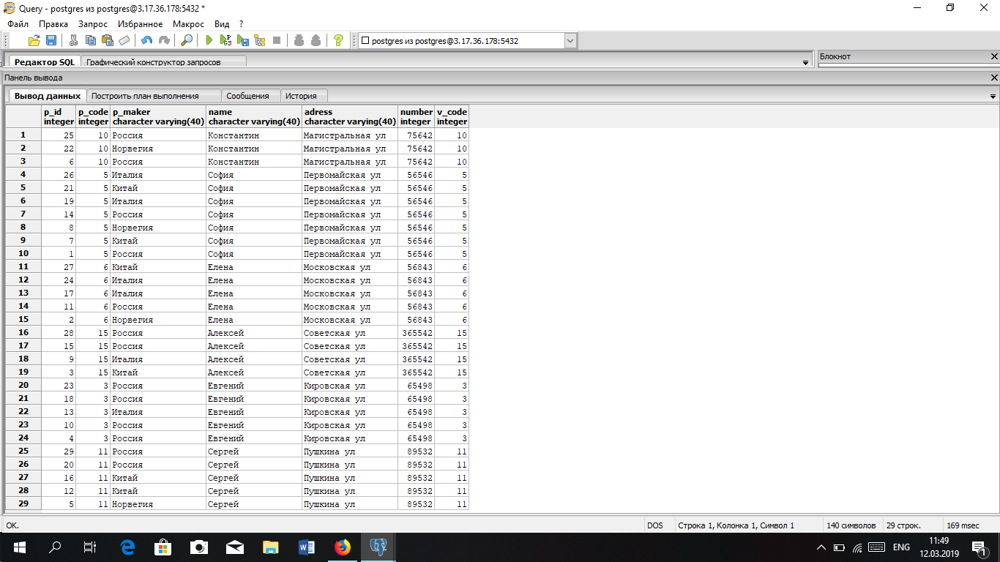 Query - postgres из postgres@3.17.36.178:5432 *
Файл Правка Запрос Избранное Макрос Вид ?
postgres из postgres@3.17.36.178:5432
Редактор SQL Графический конструктор запросов Блокнот
Панель вывода
Вывод данных Построить план выполнения Сообщения История
p_id p_code p_maker name adress number v_code
integer integer character varying(40) character varying(40) character varying(40) integer integer
1 25 10 Россия Константин Магистральная ул 75642 10
2 22 10 Норвегия Константин Магистральная ул 75642 10
3 6 10 Россия Константин Магистральная ул 75642 10
4 26 5 Италия София Первомайская ул 56546 5
5 21 5 Китай София Первомайская ул 56546 5
6 19 5 Италия София Первомайская ул 56546 5
7 14 5 Россия София Первомайская ул 56546 5
8 8 5 Норвегия София Первомайская ул 56546 5
9 7 5 Китай София Первомайская ул 56546 5
10 1 5 Россия София Первомайская ул 56546 5
11 27 6 Китай Елена Московская ул 56843 6
12 24 6 Италия Елена Московская ул 56843 6
13 17 6 Италия Елена Московская ул 56843 6
14 11 6 Россия Елена Московская ул 56843 6
15 2 6 Норвегия Елена Московская ул 56843 6
16 28 15 Россия Алексей Советская ул 365542 15
17 15 15 Россия Алексей Советская ул 365542 15
18 9 15 Италия Алексей Советская ул 365542 15
19 3 15 Китай Алексей Советская ул 365542 15
20 23 3 Россия Евгений Кировская ул 65498 3
21 18 3 Россия Евгений Кировская ул 65498 3
22 13 3 Италия Евгений Кировская ул 65498 3
23 10 3 Россия Евгений Кировская ул 65498 3
24 4 3 Россия Евгений Кировская ул 65498 3
25 29 11 Россия Сергей Пушкина ул 89532 11
26 20 11 Россия Сергей Пушкина ул 89532 11
27 16 11 Китай Сергей Пушкина ул 89532 11
28 12 11 Китай Сергей Пушкина ул 89532 11
29 5 11 Норвегия Сергей Пушкина ул 89532 11
OK. DOS Строка 1, Колонка 1, Символ 1 140 символов 29 строк. 169 msec
ENG 11:49
12.03.2019 1